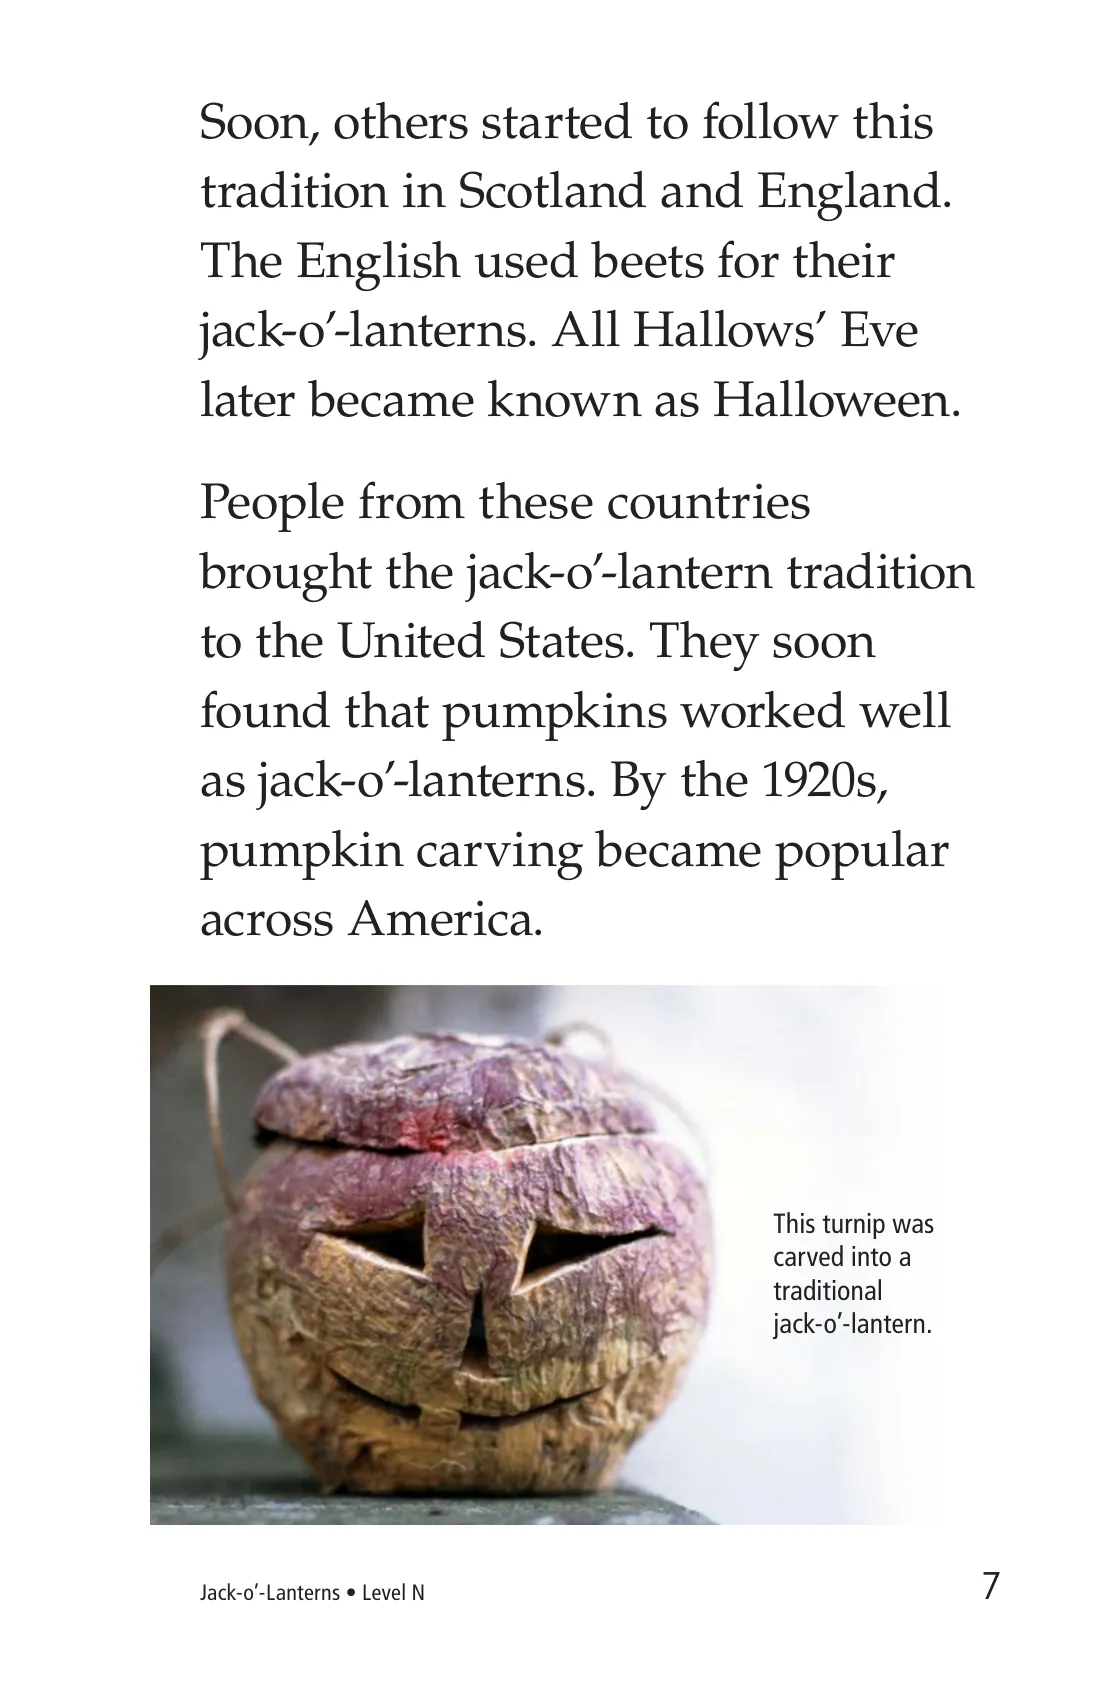 Soon, others started to follow this
tradition in Scotland and England.
The English used beets for their
jack-o’-lanterns. All Hallows’ Eve
later became known as Halloween.
People from these countries
brought the jack-o’-lantern tradition
to the United States. They soon
found that pumpkins worked well
as jack-o’-lanterns. By the 1920s,
pumpkin carving became popular
across America.
This turnip was
carved into a
traditional
jack-o’-lantern.
Jack-o’-Lanterns • Level N
7